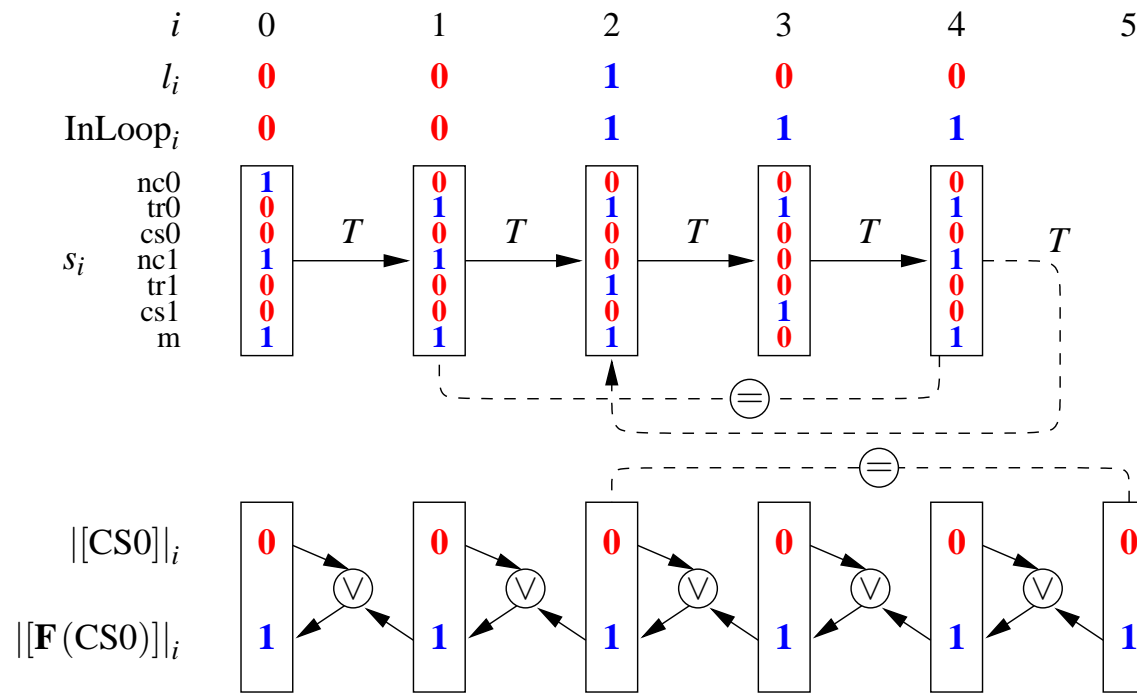 i 0 1 2 3 4 5
l_i 0 0 1 0 0
InLoop_i 0 0 1 1 1
nc0 1 0 0 0 0
tr0 0 1 1 1 1
cs0 0 0 0 0 0
T T T T T
s_i nc1 1 1 0 0 1
tr1 0 0 1 0 0
cs1 0 0 0 1 0
m 1 1 1 0 1
=
=
|[CS0]|_i 0 0 0 0 0 0
∨ ∨ ∨ ∨ ∨
|[F(CS0)]|_i 1 1 1 1 1 1